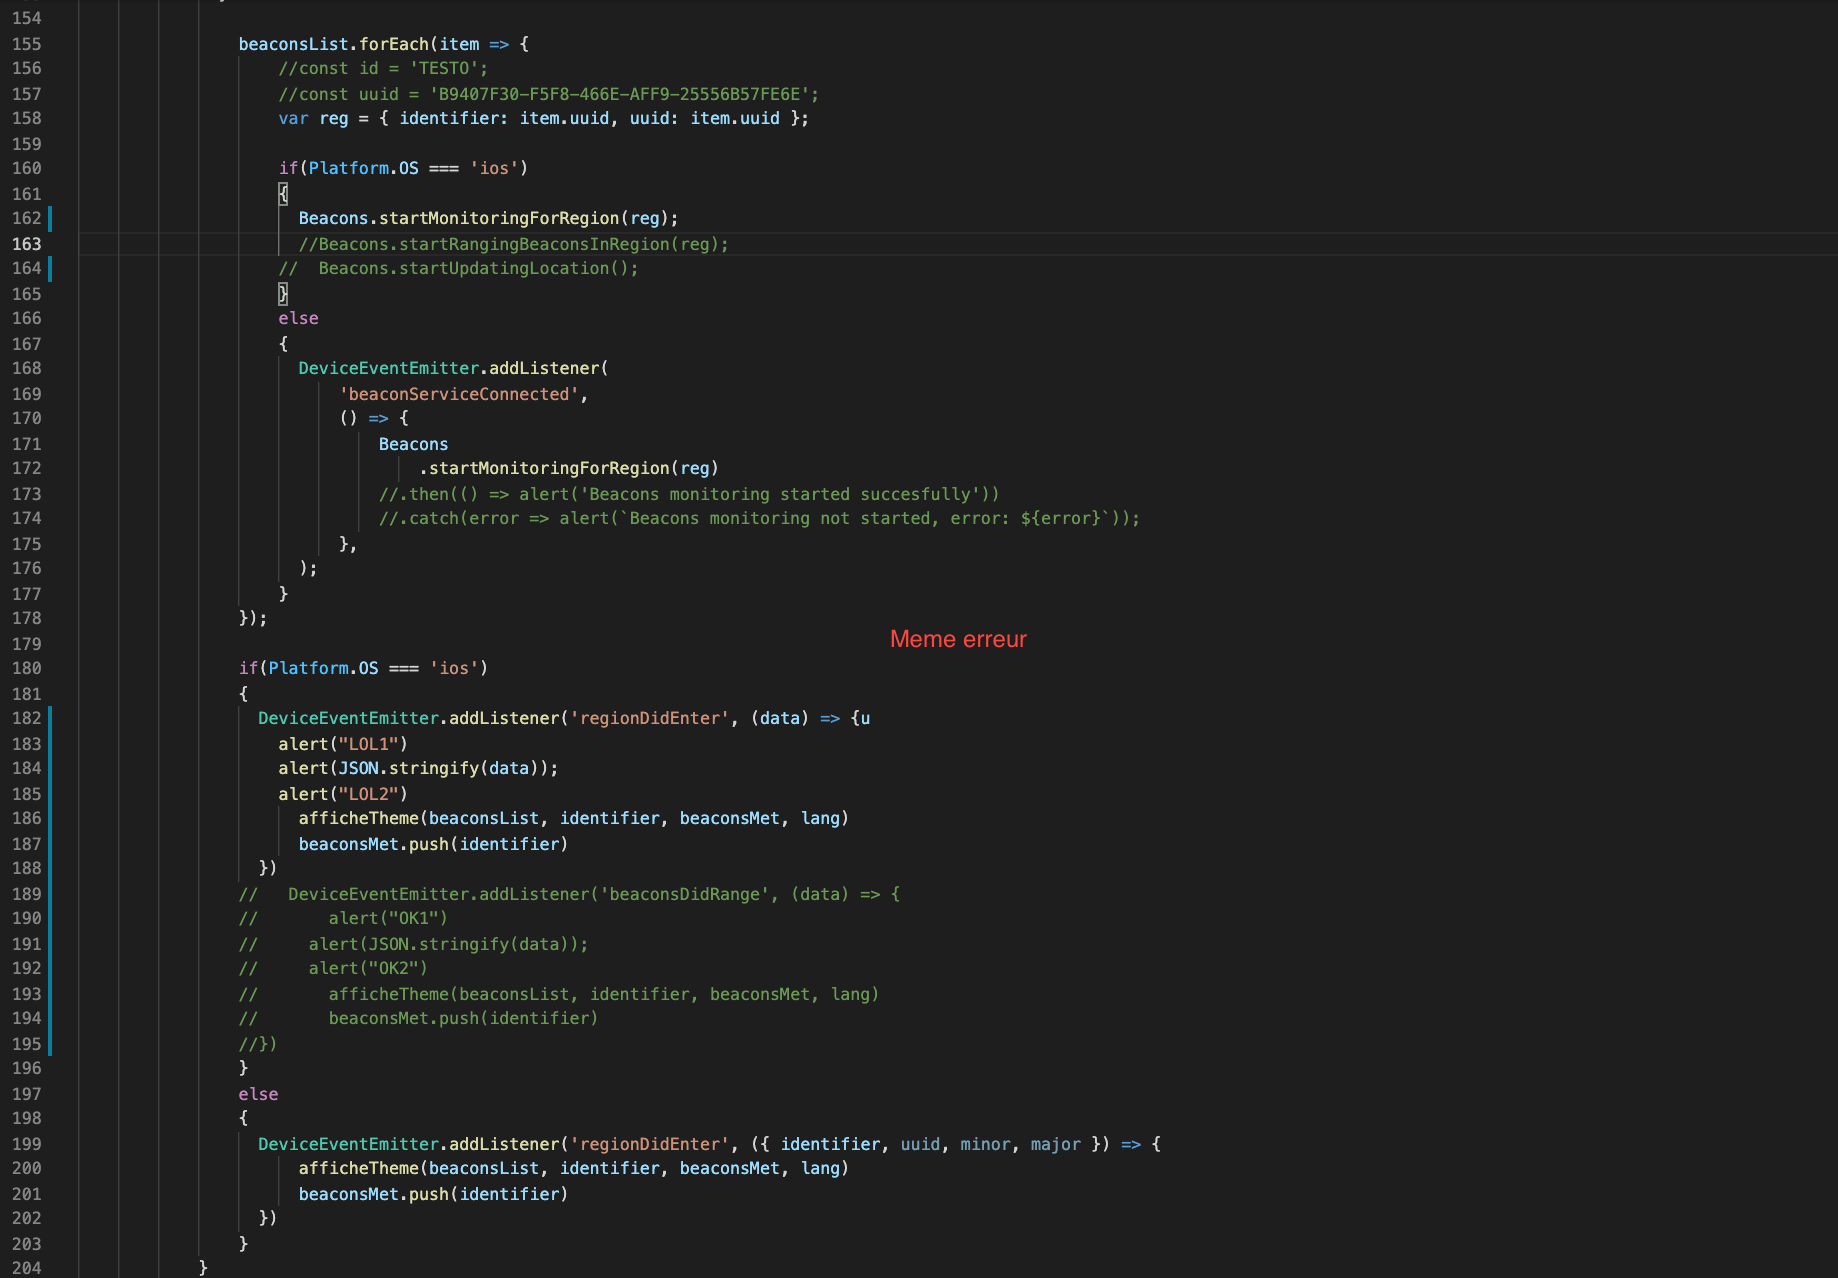 154
155 beaconsList.forEach(item => {
156 //const id = 'TESTO';
157 //const uuid = 'B9407F30-F5F8-466E-AFF9-25556B57FE6E';
158 var reg = { identifier: item.uuid, uuid: item.uuid };
159
160 if(Platform.OS === 'ios')
161 {
162 Beacons.startMonitoringForRegion(reg);
163 //Beacons.startRangingBeaconsInRegion(reg);
164 // Beacons.startUpdatingLocation();
165 }
166 else
167 {
168 DeviceEventEmitter.addListener(
169 'beaconServiceConnected',
170 () => {
171 Beacons
172 .startMonitoringForRegion(reg)
173 //.then(() => alert('Beacons monitoring started succesfully'))
174 //.catch(error => alert(`Beacons monitoring not started, error: ${error}`));
175 },
176 );
177 }
178 });
Meme erreur
179
180 if(Platform.OS === 'ios')
181 {
182 DeviceEventEmitter.addListener('regionDidEnter', (data) => {u
183 alert("LOL1")
184 alert(JSON.stringify(data));
185 alert("LOL2")
186 afficheTheme(beaconsList, identifier, beaconsMet, lang)
187 beaconsMet.push(identifier)
188 })
189 // DeviceEventEmitter.addListener('beaconsDidRange', (data) => {
190 // alert("OK1")
191 // alert(JSON.stringify(data));
192 // alert("OK2")
193 // afficheTheme(beaconsList, identifier, beaconsMet, lang)
194 // beaconsMet.push(identifier)
195 //})
196 }
197 else
198 {
199 DeviceEventEmitter.addListener('regionDidEnter', ({ identifier, uuid, minor, major }) => {
200 afficheTheme(beaconsList, identifier, beaconsMet, lang)
201 beaconsMet.push(identifier)
202 })
203 }
204 }